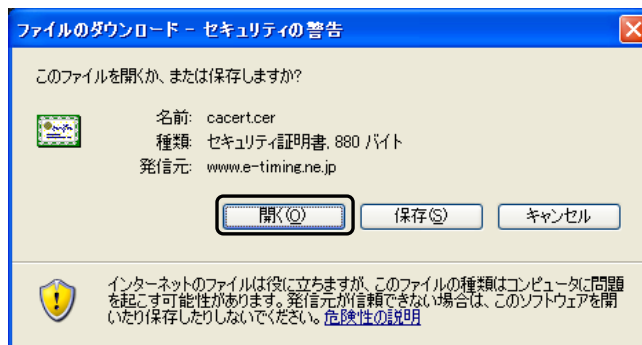 ファイルのダウンロード - セキュリティの警告
このファイルを開くか、または保存しますか?
名前: cacert.cer
種類: セキュリティ証明書, 880 バイト
発信元: www.e-timing.ne.jp
開く(O) 保存(S) キャンセル
インターネットのファイルは役に立ちますが、このファイルの種類はコンピュータに問題
を起こす可能性があります。発信元が信頼できない場合は、このソフトウェアを開
いたり保存したりしないでください。危険性の説明